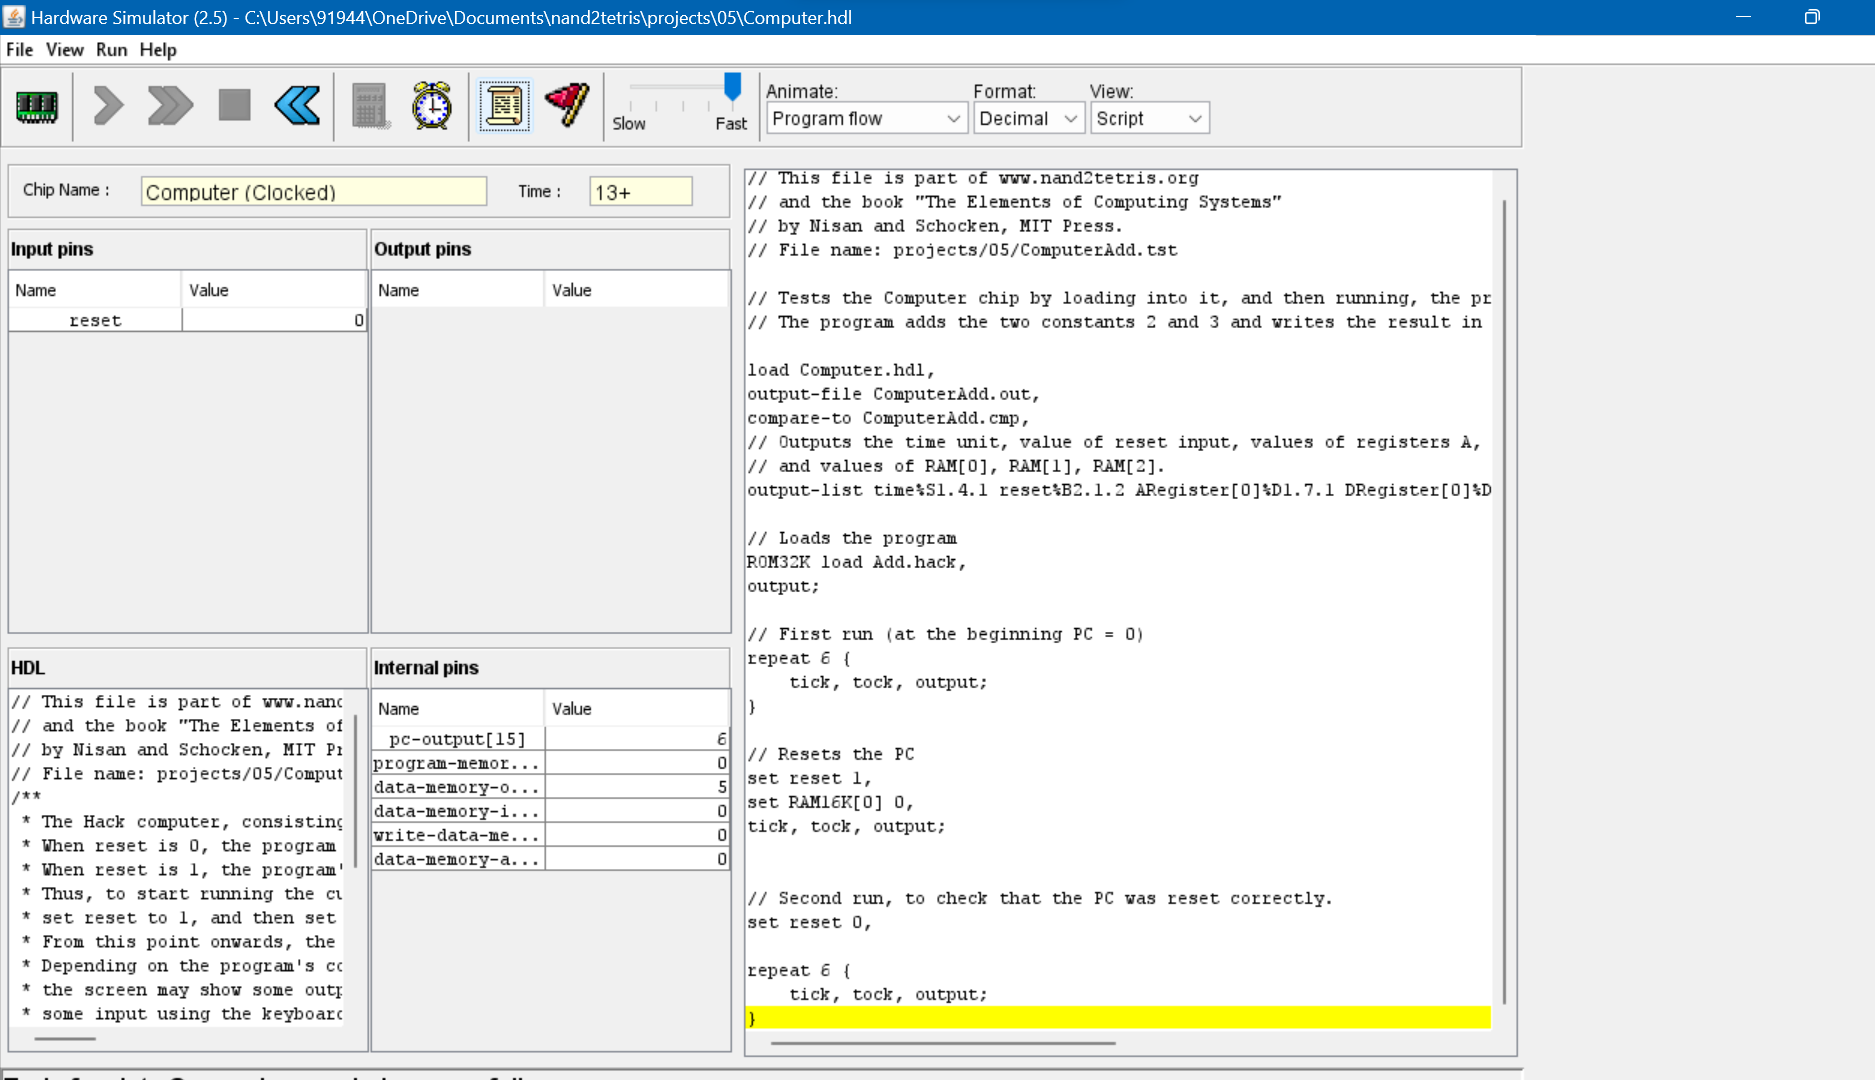 Hardware Simulator (2.5) - C:\Users\91944\OneDrive\Documents\nand2tetris\projects\05\Computer.hdl
File View Run Help
Slow Fast
Animate: Format: View:
Program flow Decimal Script
Chip Name : Computer (Clocked) Time : 13+
Input pins
Name Value
reset 0
Output pins
Name Value
HDL
// This file is part of www.nand
// and the book "The Elements of
// by Nisan and Schocken, MIT Pr
// File name: projects/05/Comput
/**
* The Hack computer, consisting
* When reset is 0, the program
* When reset is 1, the program'
* Thus, to start running the cu
* set reset to 1, and then set
* From this point onwards, the
* Depending on the program's co
* the screen may show some outp
* some input using the keyboard
Internal pins
Name Value
pc-output[15] 6
program-memor... 0
data-memory-o... 5
data-memory-i... 0
write-data-me... 0
data-memory-a... 0
// This file is part of www.nand2tetris.org
// and the book "The Elements of Computing Systems"
// by Nisan and Schocken, MIT Press.
// File name: projects/05/ComputerAdd.tst
// Tests the Computer chip by loading into it, and then running, the pr
// The program adds the two constants 2 and 3 and writes the result in
load Computer.hdl,
output-file ComputerAdd.out,
compare-to ComputerAdd.cmp,
// Outputs the time unit, value of reset input, values of registers A,
// and values of RAM[0], RAM[1], RAM[2].
output-list time%S1.4.1 reset%B2.1.2 ARegister[0]%D1.7.1 DRegister[0]%D
// Loads the program
ROM32K load Add.hack,
output;
// First run (at the beginning PC = 0)
repeat 6 {
tick, tock, output;
}
// Resets the PC
set reset 1,
set RAM16K[0] 0,
tick, tock, output;
// Second run, to check that the PC was reset correctly.
set reset 0,
repeat 6 {
tick, tock, output;
}